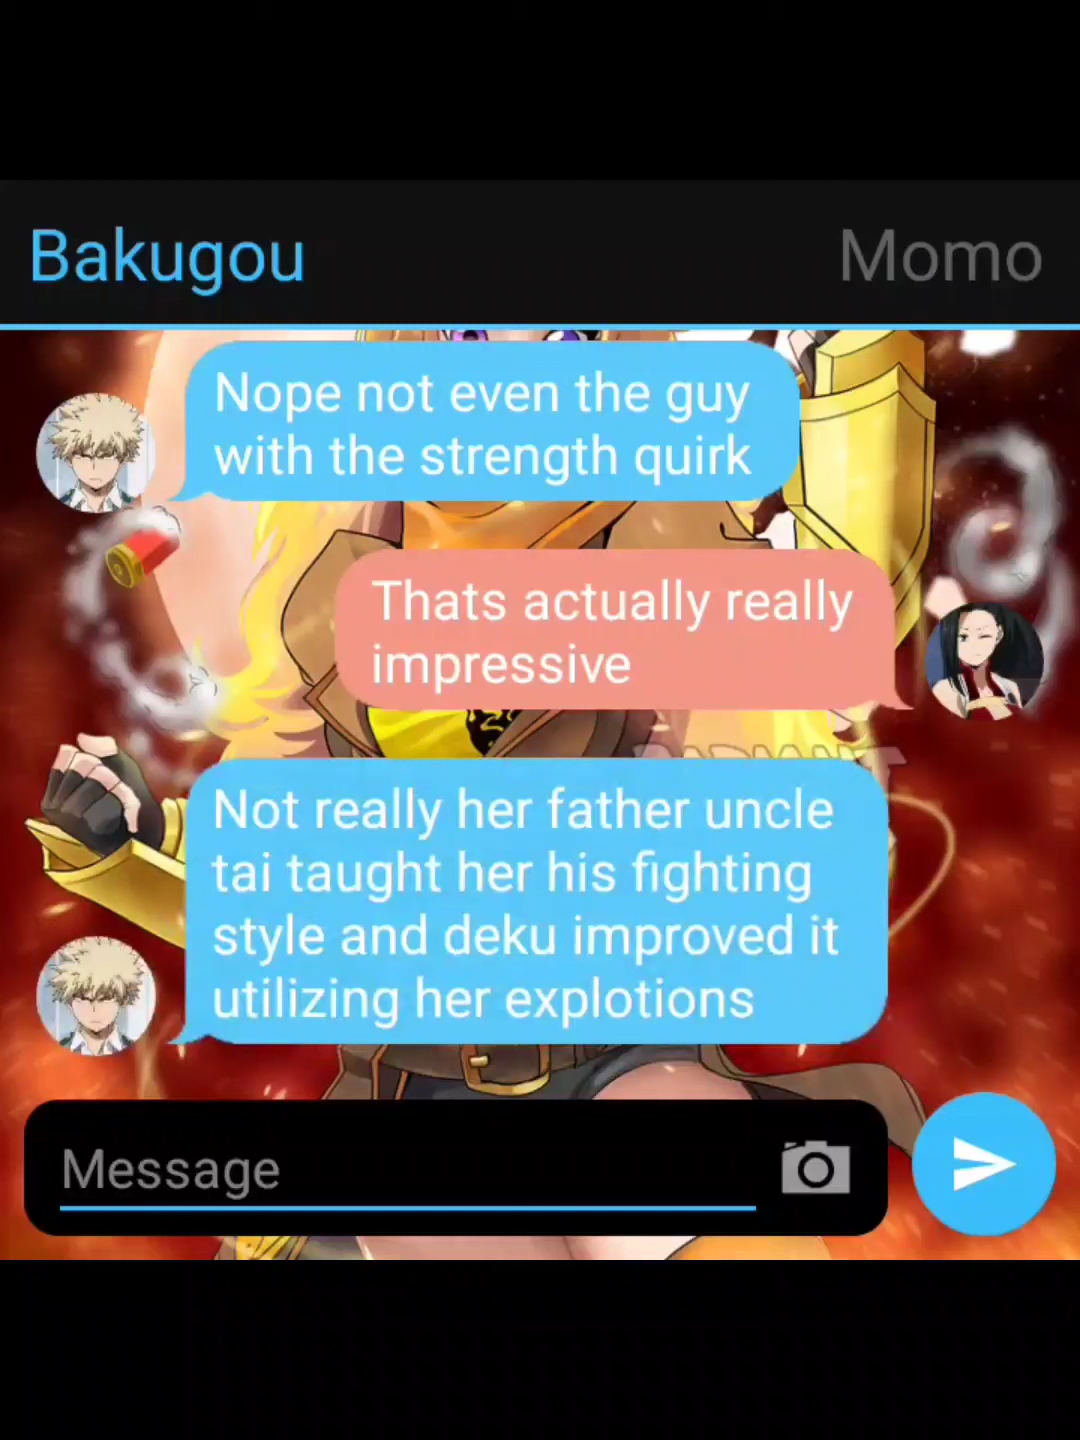 Bakugou
Momo
Nope not even the guy
with the strength quirk
Thats actually really
impressive
Not really her father uncle
tai taught her his fighting
style and deku improved it
utilizing her explotions
Message